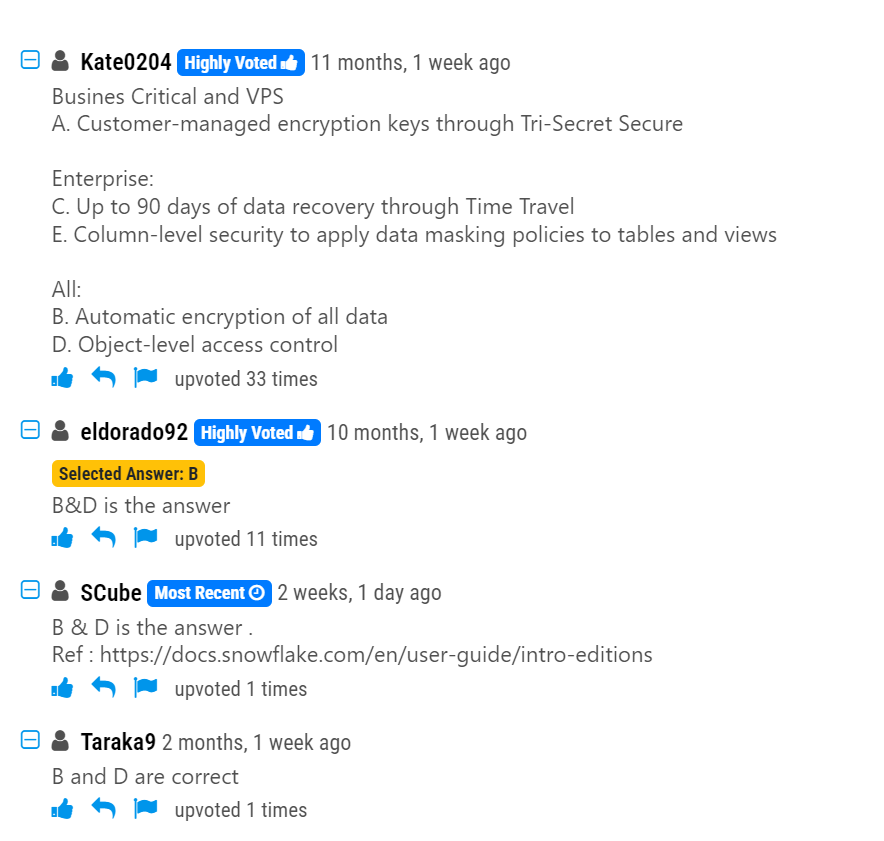 Kate0204 Highly Voted 11 months, 1 week ago
Busines Critical and VPS
A. Customer-managed encryption keys through Tri-Secret Secure
Enterprise:
C. Up to 90 days of data recovery through Time Travel
E. Column-level security to apply data masking policies to tables and views
All:
B. Automatic encryption of all data
D. Object-level access control
upvoted 33 times
eldorado92 Highly Voted 10 months, 1 week ago
Selected Answer: B
B&D is the answer
upvoted 11 times
SCube Most Recent 2 weeks, 1 day ago
B & D is the answer .
Ref : https://docs.snowflake.com/en/user-guide/intro-editions
upvoted 1 times
Taraka9 2 months, 1 week ago
B and D are correct
upvoted 1 times